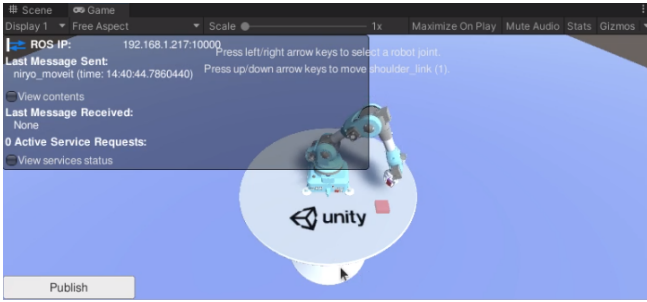 Scene Game
Display 1 Free Aspect Scale 1x Maximize On Play Mute Audio Stats Gizmos
ROS IP: 192.168.1.217:10000
Press left/right arrow keys to select a robot joint.
Last Message Sent:
niryo_moveit (time: 14:40:44.7860440)
Press up/down arrow keys to move shoulder_link (1).
View contents
Last Message Received:
None
0 Active Service Requests:
View services status
unity
Publish